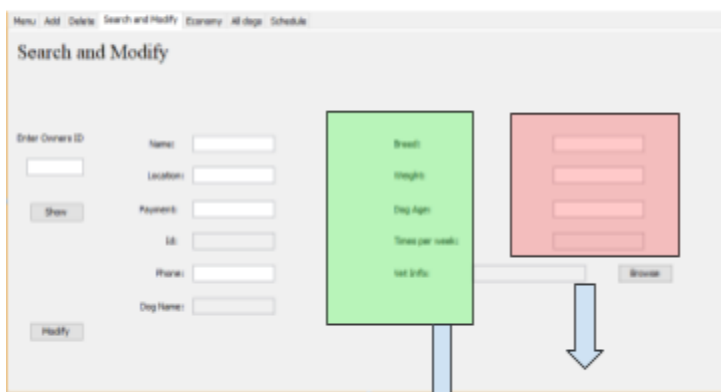 Menu Add Delete Search and Modify Economy All dogs Schedule
Search and Modify
Enter Owners ID
Name:
Breed:
Location:
Weight:
Show
Payment:
Dog Age:
Id:
Times per week:
Phone:
Vet Info:
Browse
Dog Name:
Modify